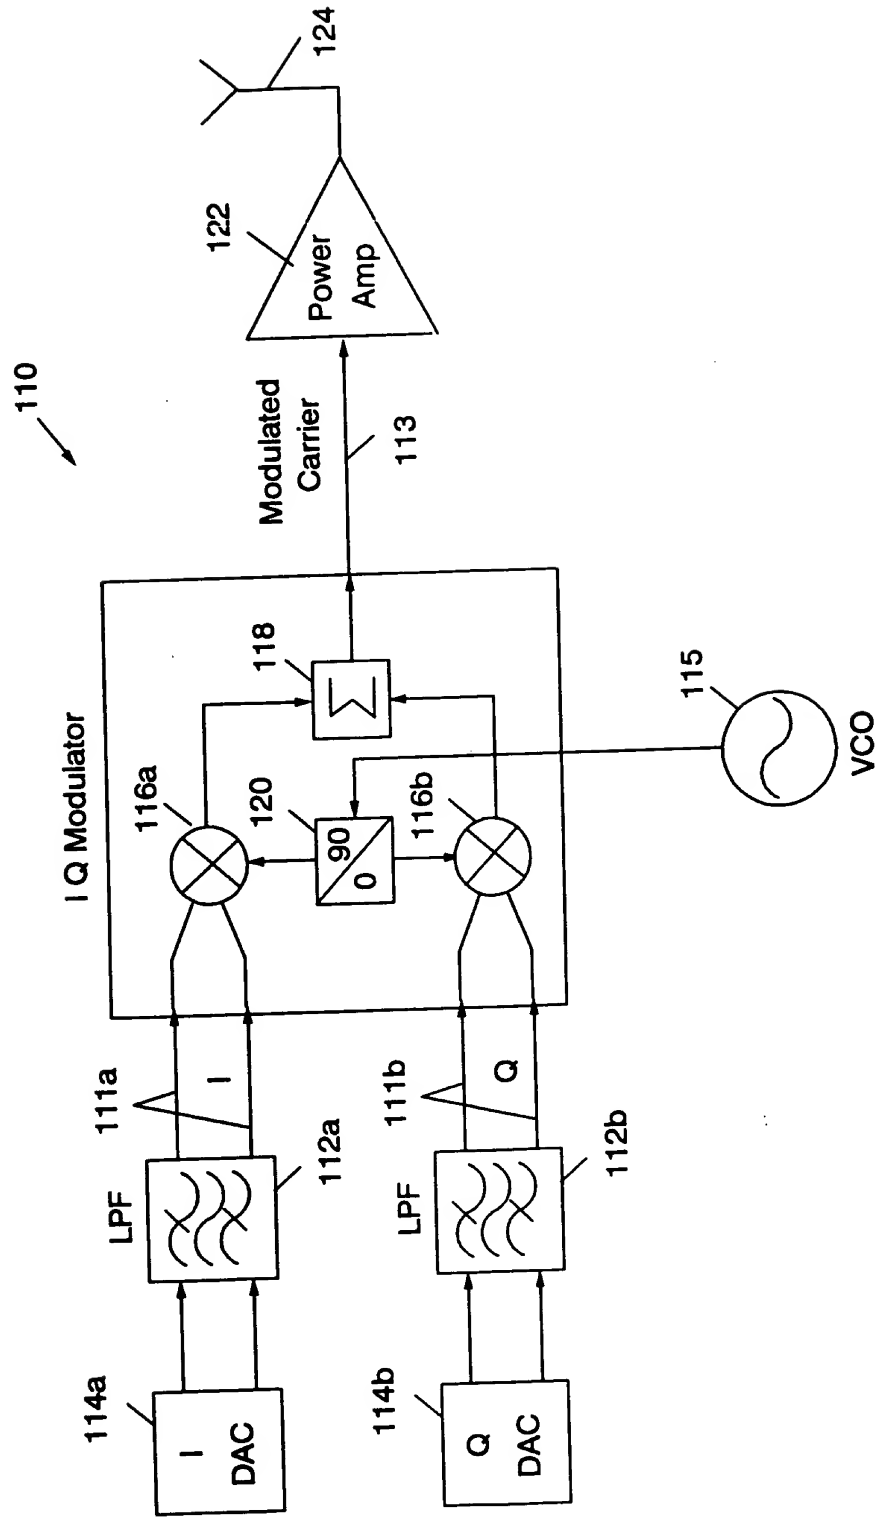 110
I Q Modulator
114a
I
DAC
LPF
112a
111a
I
116a
120
90
0
118
Σ
Modulated
Carrier
113
122
Power
Amp
124
114b
Q
DAC
LPF
112b
111b
Q
116b
115
VCO